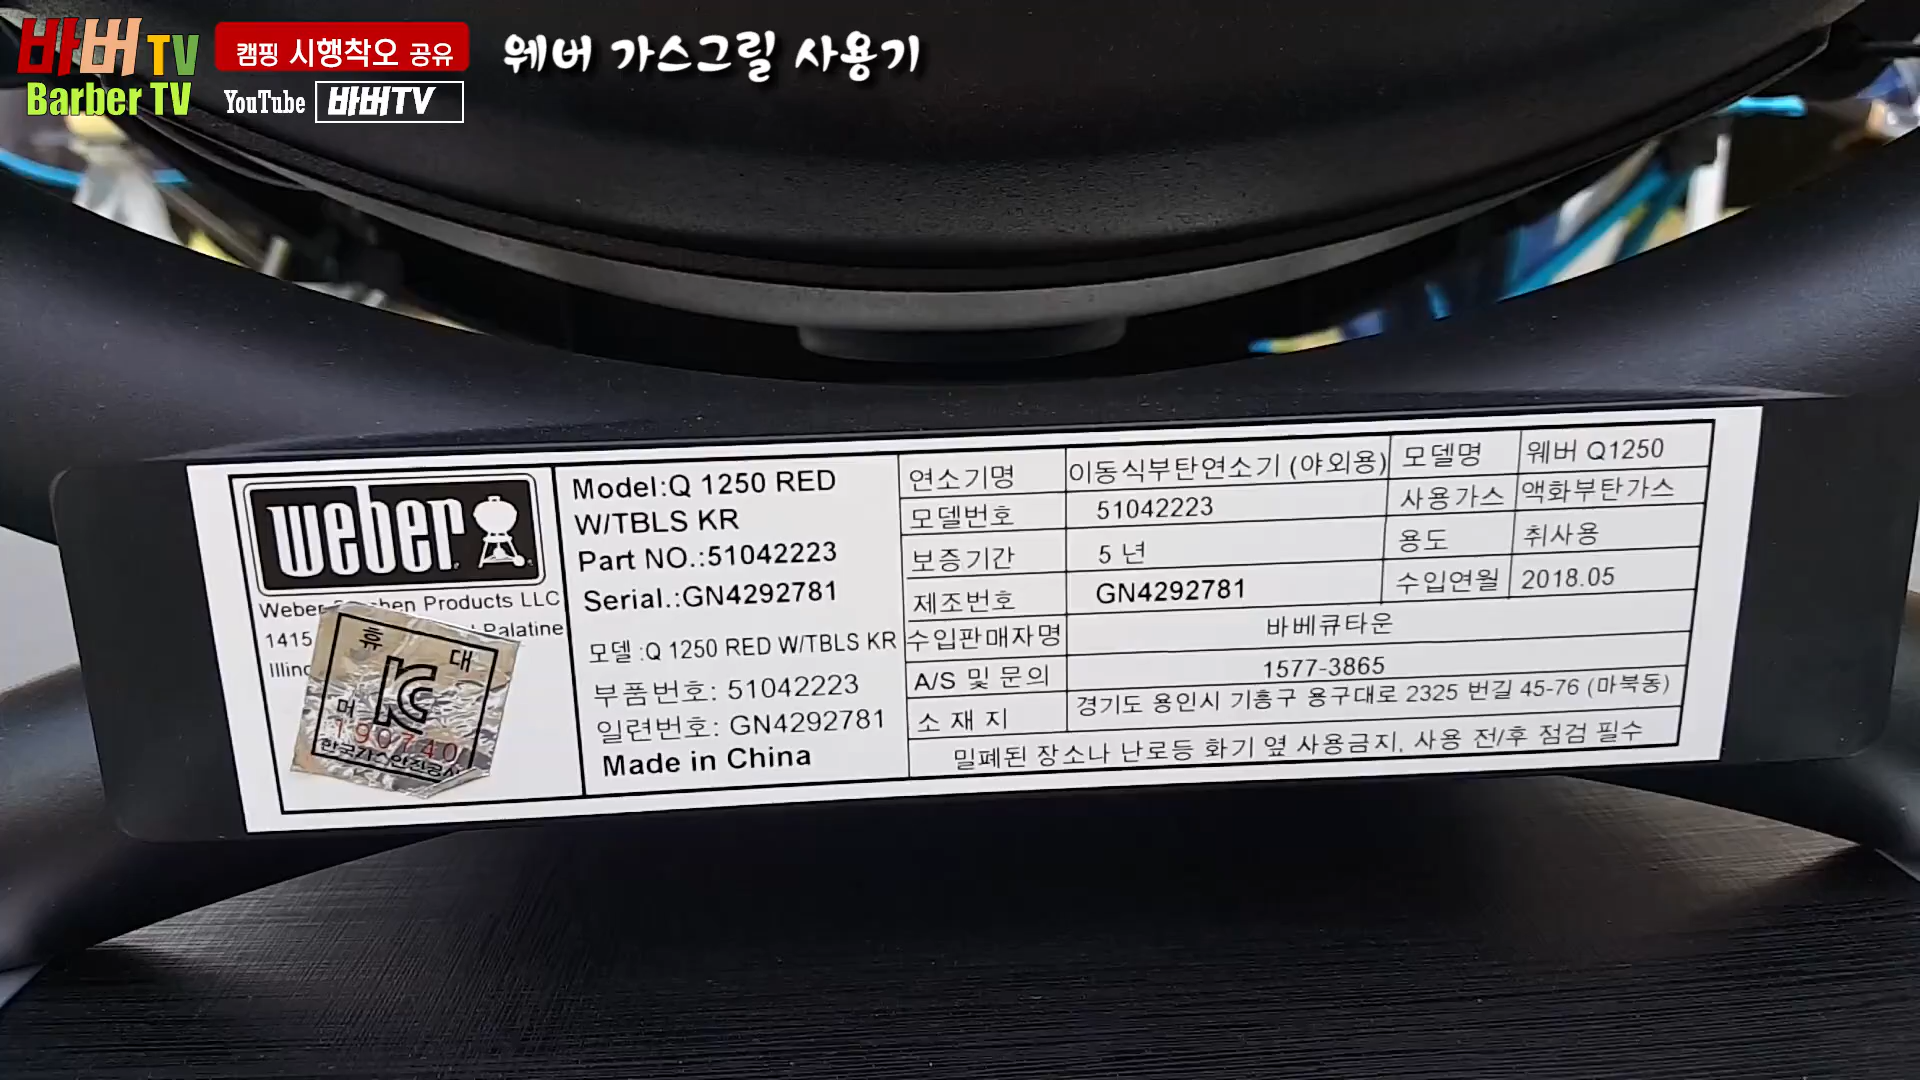 바버TV
Barber TV
캠핑 시행착오 공유
YouTube 바버TV
웨버 가스그릴 사용기
weber
Weber Products LLC
1415 Palatine
휴 대
KC
머
190740
한국가스안전공사
Model:Q 1250 RED
W/TBLS KR
Part NO.:51042223
Serial.:GN4292781
모델 :Q 1250 RED W/TBLS KR
부품번호: 51042223
일련번호: GN4292781
Made in China
연소기명 이동식부탄연소기 (야외용) 모델명 웨버 Q1250
모델번호 51042223 사용가스 액화부탄가스
보증기간 5 년 용도 취사용
제조번호 GN4292781 수입연월 2018.05
수입판매자명 바베큐타운
A/S 및 문의 1577-3865
소 재 지 경기도 용인시 기흥구 용구대로 2325 번길 45-76 (마북동)
밀폐된 장소나 난로등 화기 옆 사용금지, 사용 전/후 점검 필수